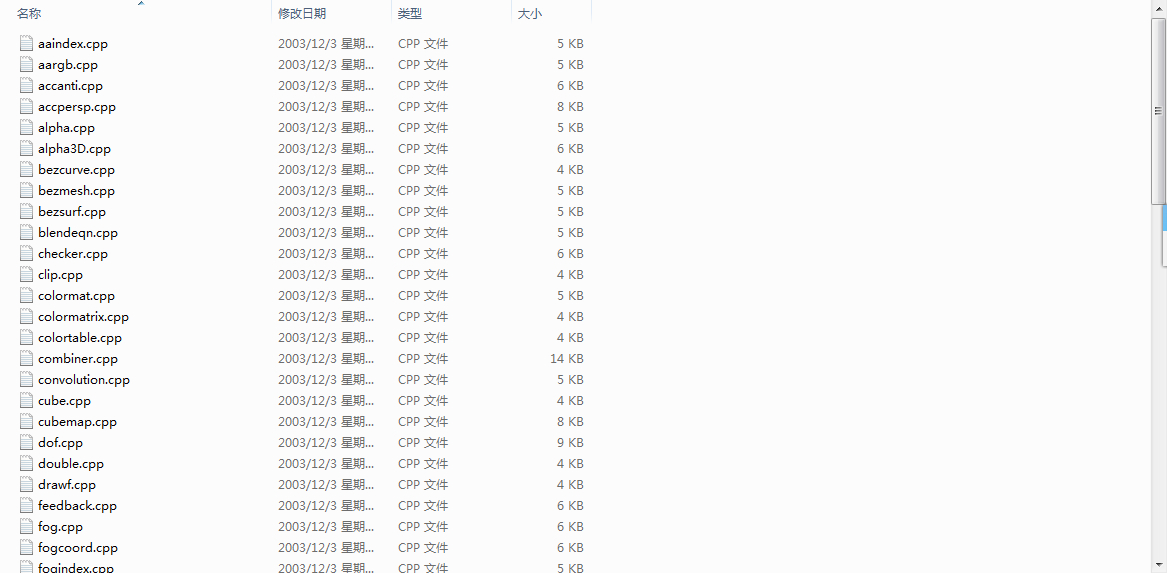 名称 修改日期 类型 大小
aaindex.cpp 2003/12/3 星期... CPP 文件 5 KB
aargb.cpp 2003/12/3 星期... CPP 文件 5 KB
accanti.cpp 2003/12/3 星期... CPP 文件 6 KB
accpersp.cpp 2003/12/3 星期... CPP 文件 8 KB
alpha.cpp 2003/12/3 星期... CPP 文件 5 KB
alpha3D.cpp 2003/12/3 星期... CPP 文件 6 KB
bezcurve.cpp 2003/12/3 星期... CPP 文件 4 KB
bezmesh.cpp 2003/12/3 星期... CPP 文件 5 KB
bezsurf.cpp 2003/12/3 星期... CPP 文件 5 KB
blendeqn.cpp 2003/12/3 星期... CPP 文件 5 KB
checker.cpp 2003/12/3 星期... CPP 文件 6 KB
clip.cpp 2003/12/3 星期... CPP 文件 4 KB
colormat.cpp 2003/12/3 星期... CPP 文件 5 KB
colormatrix.cpp 2003/12/3 星期... CPP 文件 4 KB
colortable.cpp 2003/12/3 星期... CPP 文件 4 KB
combiner.cpp 2003/12/3 星期... CPP 文件 14 KB
convolution.cpp 2003/12/3 星期... CPP 文件 5 KB
cube.cpp 2003/12/3 星期... CPP 文件 4 KB
cubemap.cpp 2003/12/3 星期... CPP 文件 8 KB
dof.cpp 2003/12/3 星期... CPP 文件 9 KB
double.cpp 2003/12/3 星期... CPP 文件 4 KB
drawf.cpp 2003/12/3 星期... CPP 文件 4 KB
feedback.cpp 2003/12/3 星期... CPP 文件 6 KB
fog.cpp 2003/12/3 星期... CPP 文件 6 KB
fogcoord.cpp 2003/12/3 星期... CPP 文件 6 KB
fogindex.cpp 2003/12/3 星期... CPP 文件 5 KB